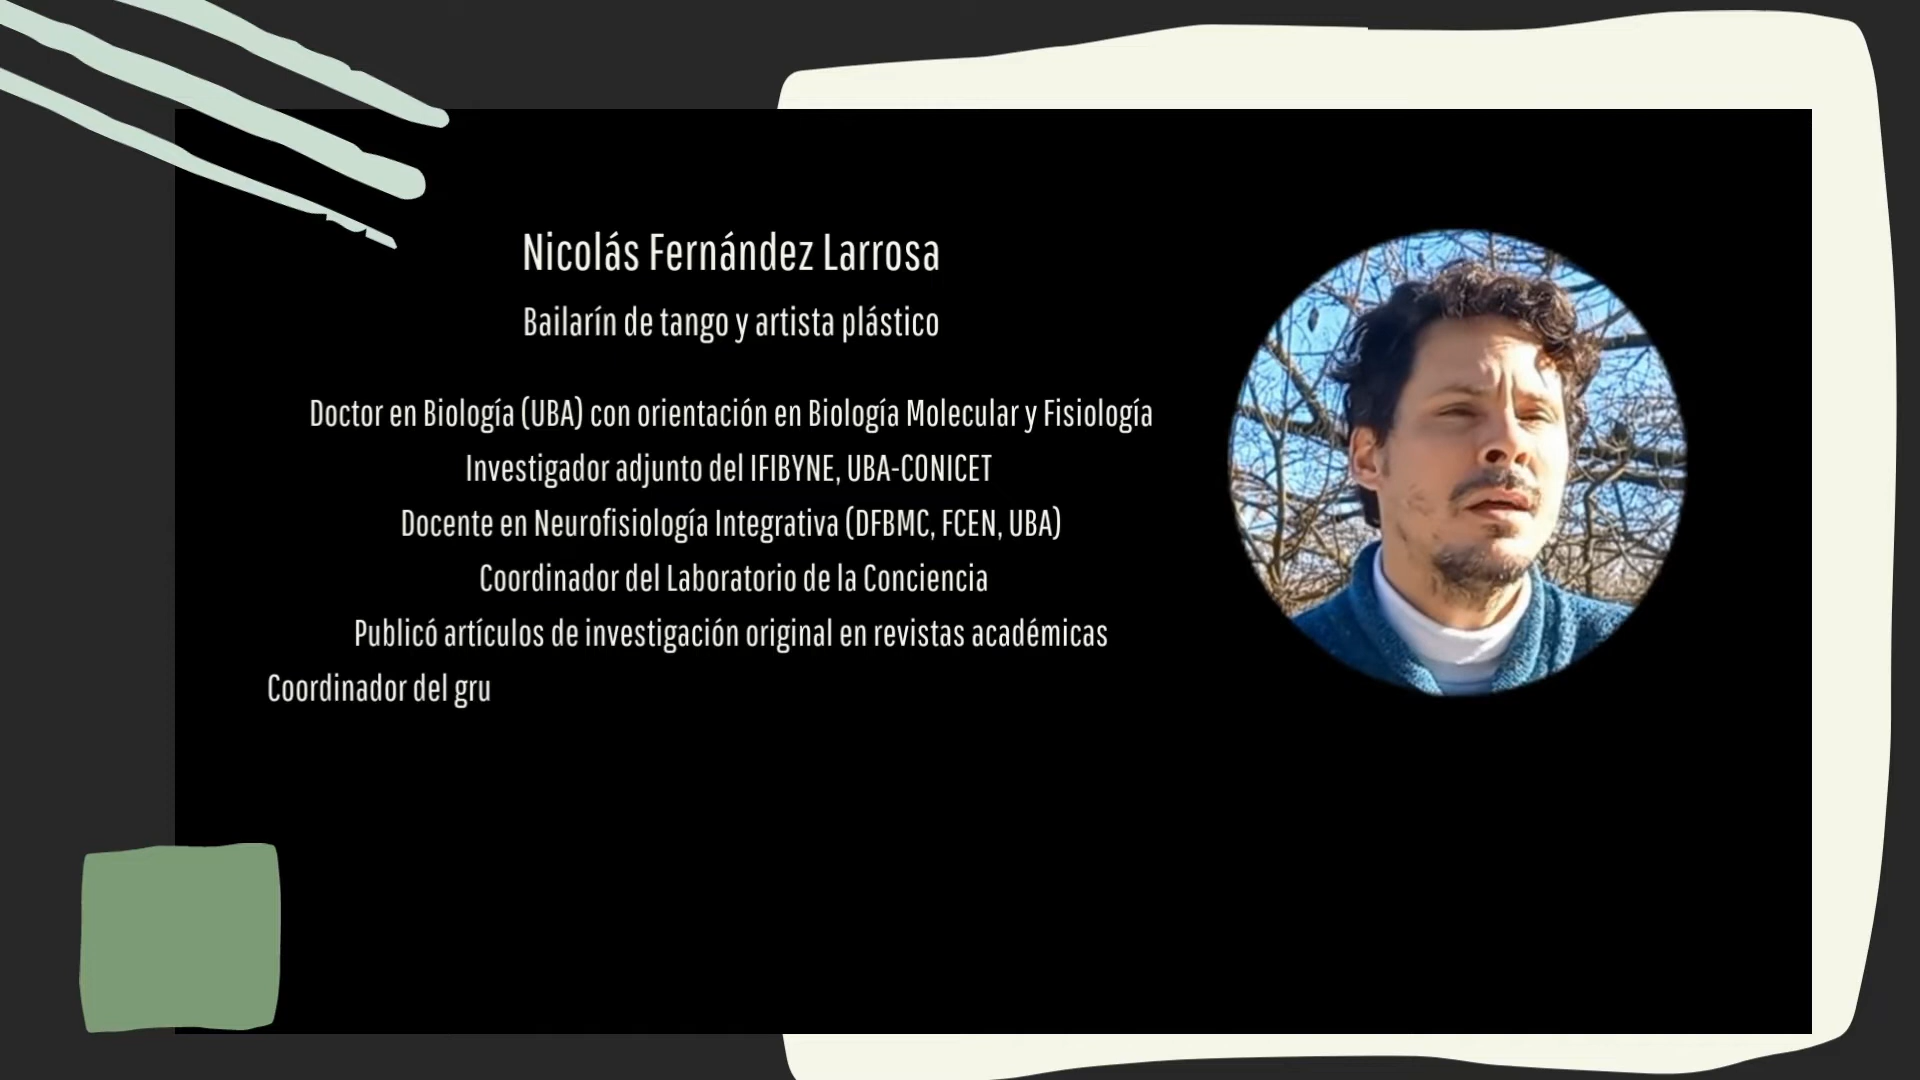 Nicolás Fernández Larrosa
Bailarín de tango y artista plástico
Doctor en Biología (UBA) con orientación en Biología Molecular y Fisiología
Investigador adjunto del IFIBYNE, UBA-CONICET
Docente en Neurofisiología Integrativa (DFBMC, FCEN, UBA)
Coordinador del Laboratorio de la Conciencia
Publicó artículos de investigación original en revistas académicas
Coordinador del gru